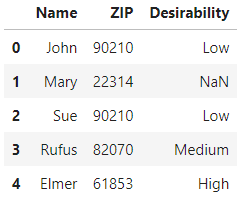 Name ZIP Desirability
0 John 90210 Low
1 Mary 22314 NaN
2 Sue 90210 Low
3 Rufus 82070 Medium
4 Elmer 61853 High